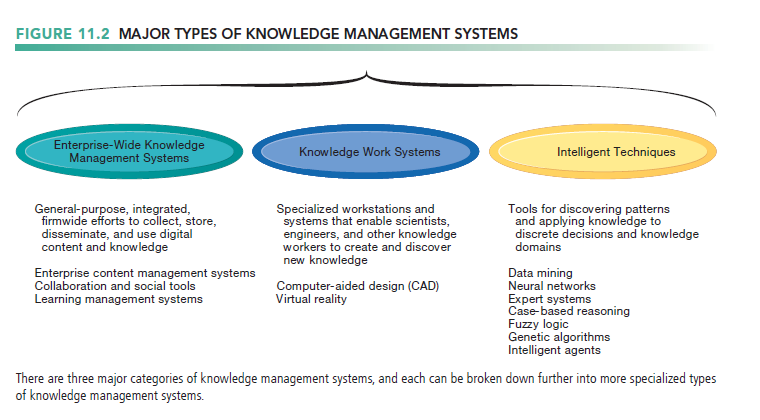 FIGURE 11.2 MAJOR TYPES OF KNOWLEDGE MANAGEMENT SYSTEMS
Enterprise-Wide Knowledge
Management Systems
Knowledge Work Systems
Intelligent Techniques
General-purpose, integrated,
firmwide efforts to collect, store,
disseminate, and use digital
content and knowledge
Enterprise content management systems
Collaboration and social tools
Learning management systems
Specialized workstations and
systems that enable scientists,
engineers, and other knowledge
workers to create and discover
new knowledge
Computer-aided design (CAD)
Virtual reality
Tools for discovering patterns
and applying knowledge to
discrete decisions and knowledge
domains
Data mining
Neural networks
Expert systems
Case-based reasoning
Fuzzy logic
Genetic algorithms
Intelligent agents
There are three major categories of knowledge management systems, and each can be broken down further into more specialized types
of knowledge management systems.